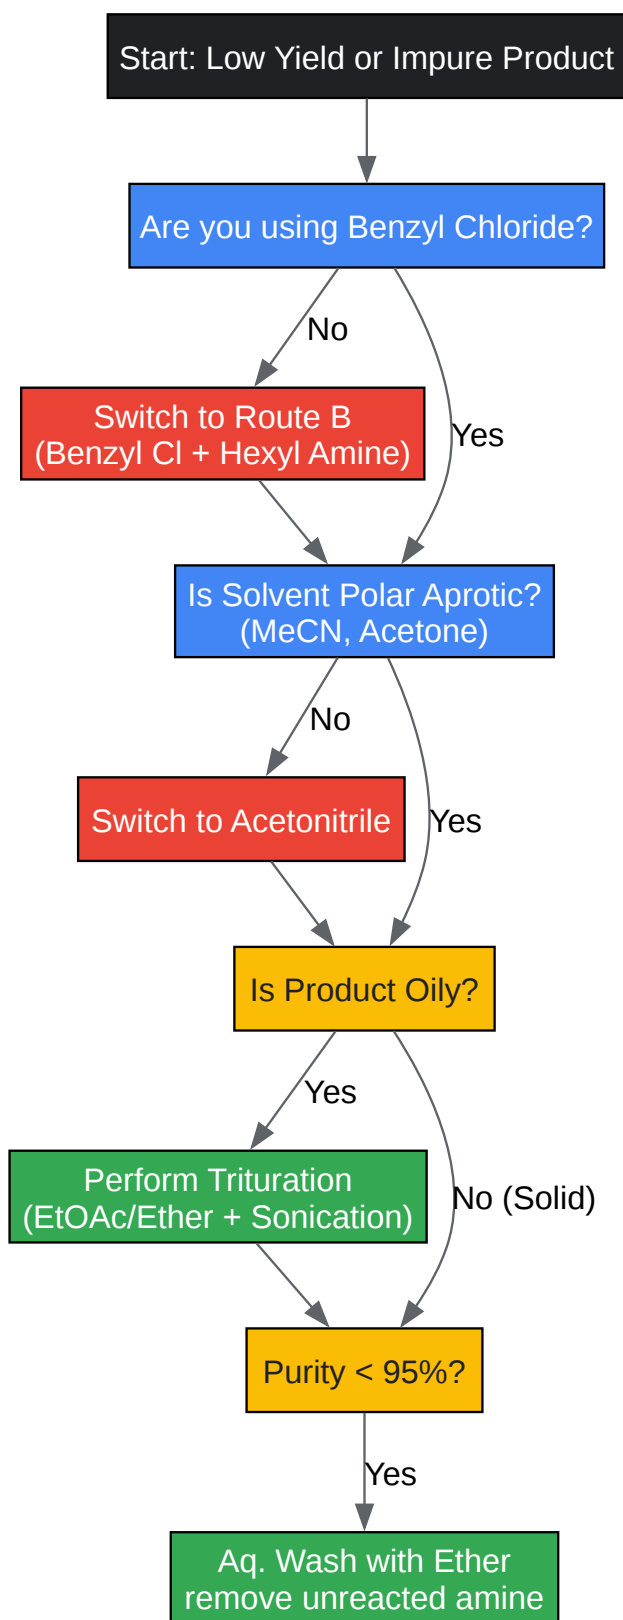 Start: Low Yield or Impure Product
Are you using Benzyl Chloride?
No
Switch to Route B
(Benzyl Cl + Hexyl Amine)
Yes
Is Solvent Polar Aprotic?
(MeCN, Acetone)
No
Switch to Acetonitrile
Yes
Is Product Oily?
Yes
Perform Trituration
(EtOAc/Ether + Sonication)
No (Solid)
Purity < 95%?
Yes
Aq. Wash with Ether
remove unreacted amine